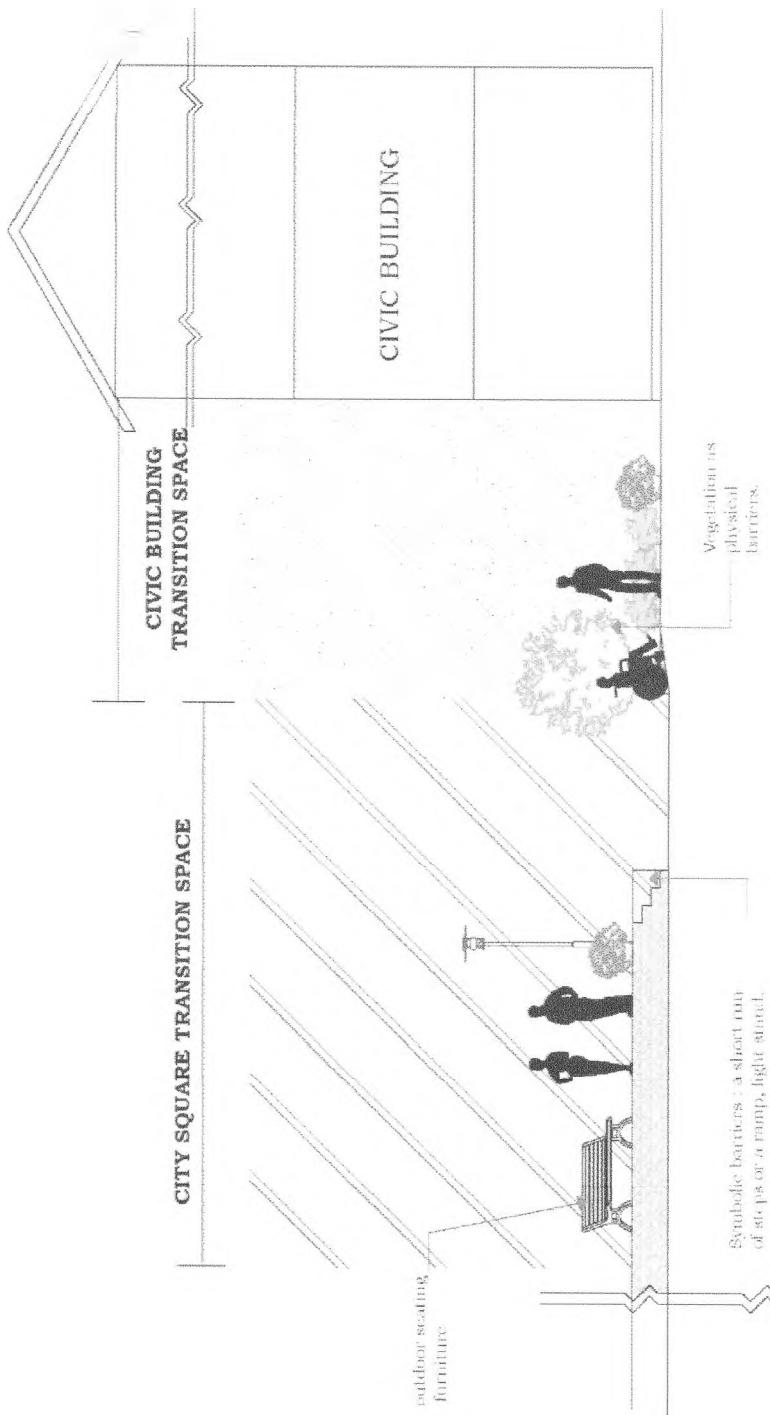 CITY SQUARE TRANSITION SPACE
CIVIC BUILDING
TRANSITION SPACE
CIVIC BUILDING
outdoor seating
furniture
Symbolic barriers : a short run
of steps or a ramp, light stand.
Vegetation as
physical
barriers.